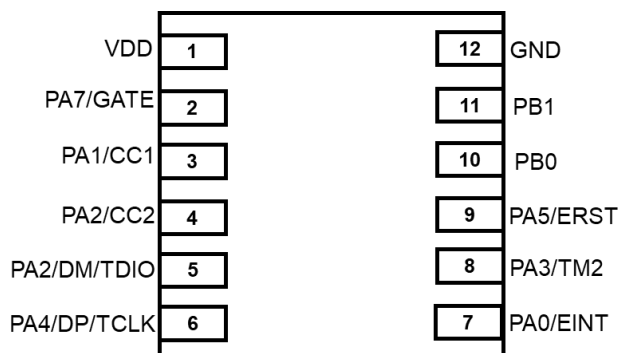 VDD 1 12 GND
PA7/GATE 2 11 PB1
PA1/CC1 3 10 PB0
PA2/CC2 4 9 PA5/ERST
PA2/DM/TDIO 5 8 PA3/TM2
PA4/DP/TCLK 6 7 PA0/EINT